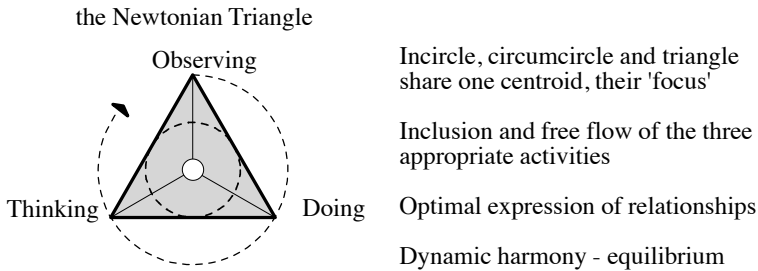 the Newtonian Triangle
Observing
Thinking
Doing
Incircle, circumcircle and triangle
share one centroid, their 'focus'
Inclusion and free flow of the three
appropriate activities
Optimal expression of relationships
Dynamic harmony - equilibrium